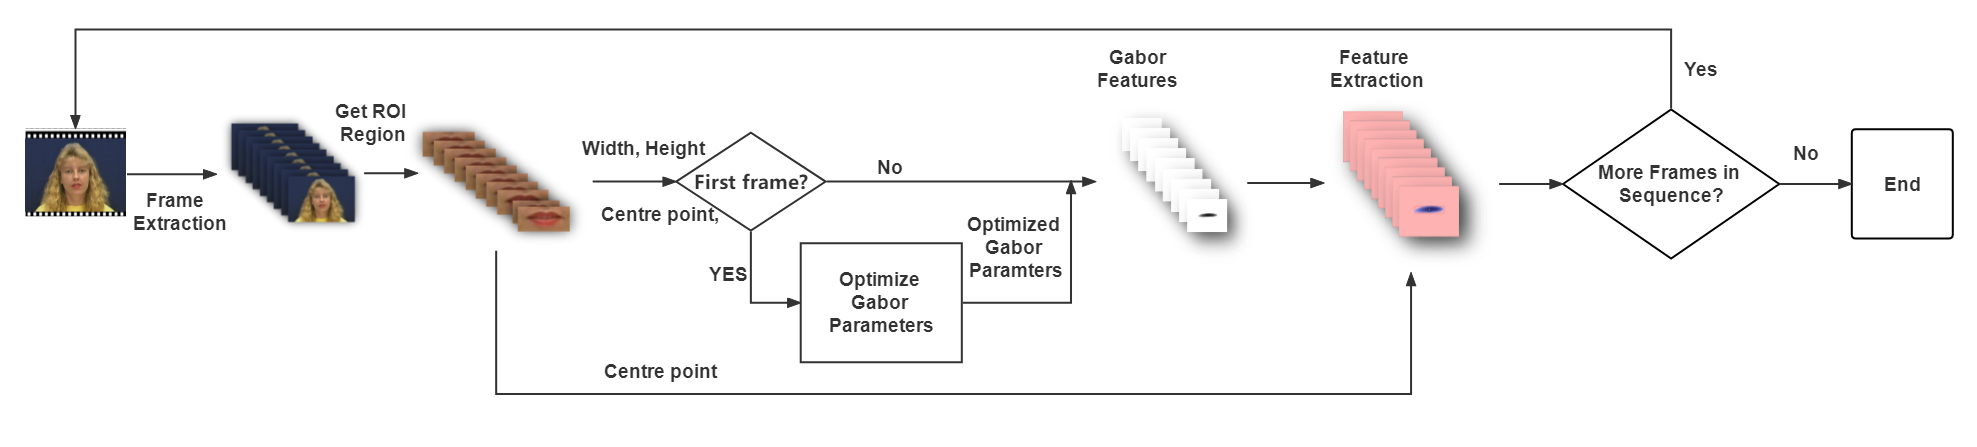 Frame
Extraction
Get ROI
Region
Width, Height
Centre point,
First frame?
No
YES
Optimize
Gabor
Parameters
Optimized
Gabor
Paramters
Centre point
Gabor
Features
Feature
Extraction
More Frames in
Sequence?
Yes
No
End